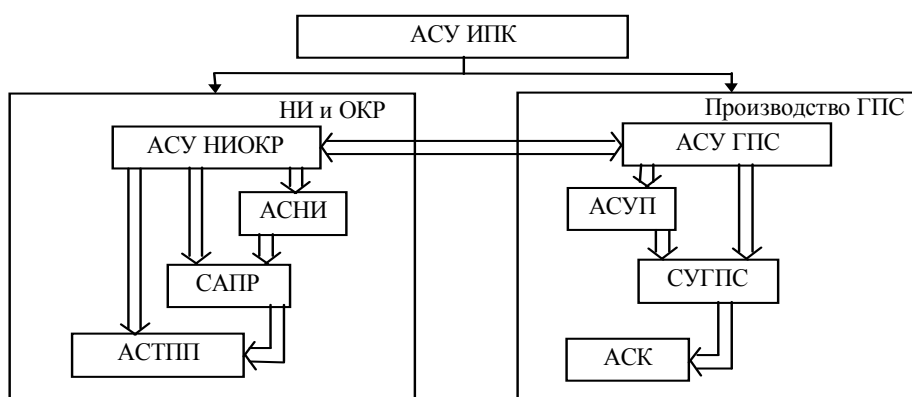 АСУ ИПК
НИ и ОКР
Производство ГПС
АСУ НИОКР
АСУ ГПС
АСНИ
АСУП
САПР
СУГПС
АСТПП
АСК